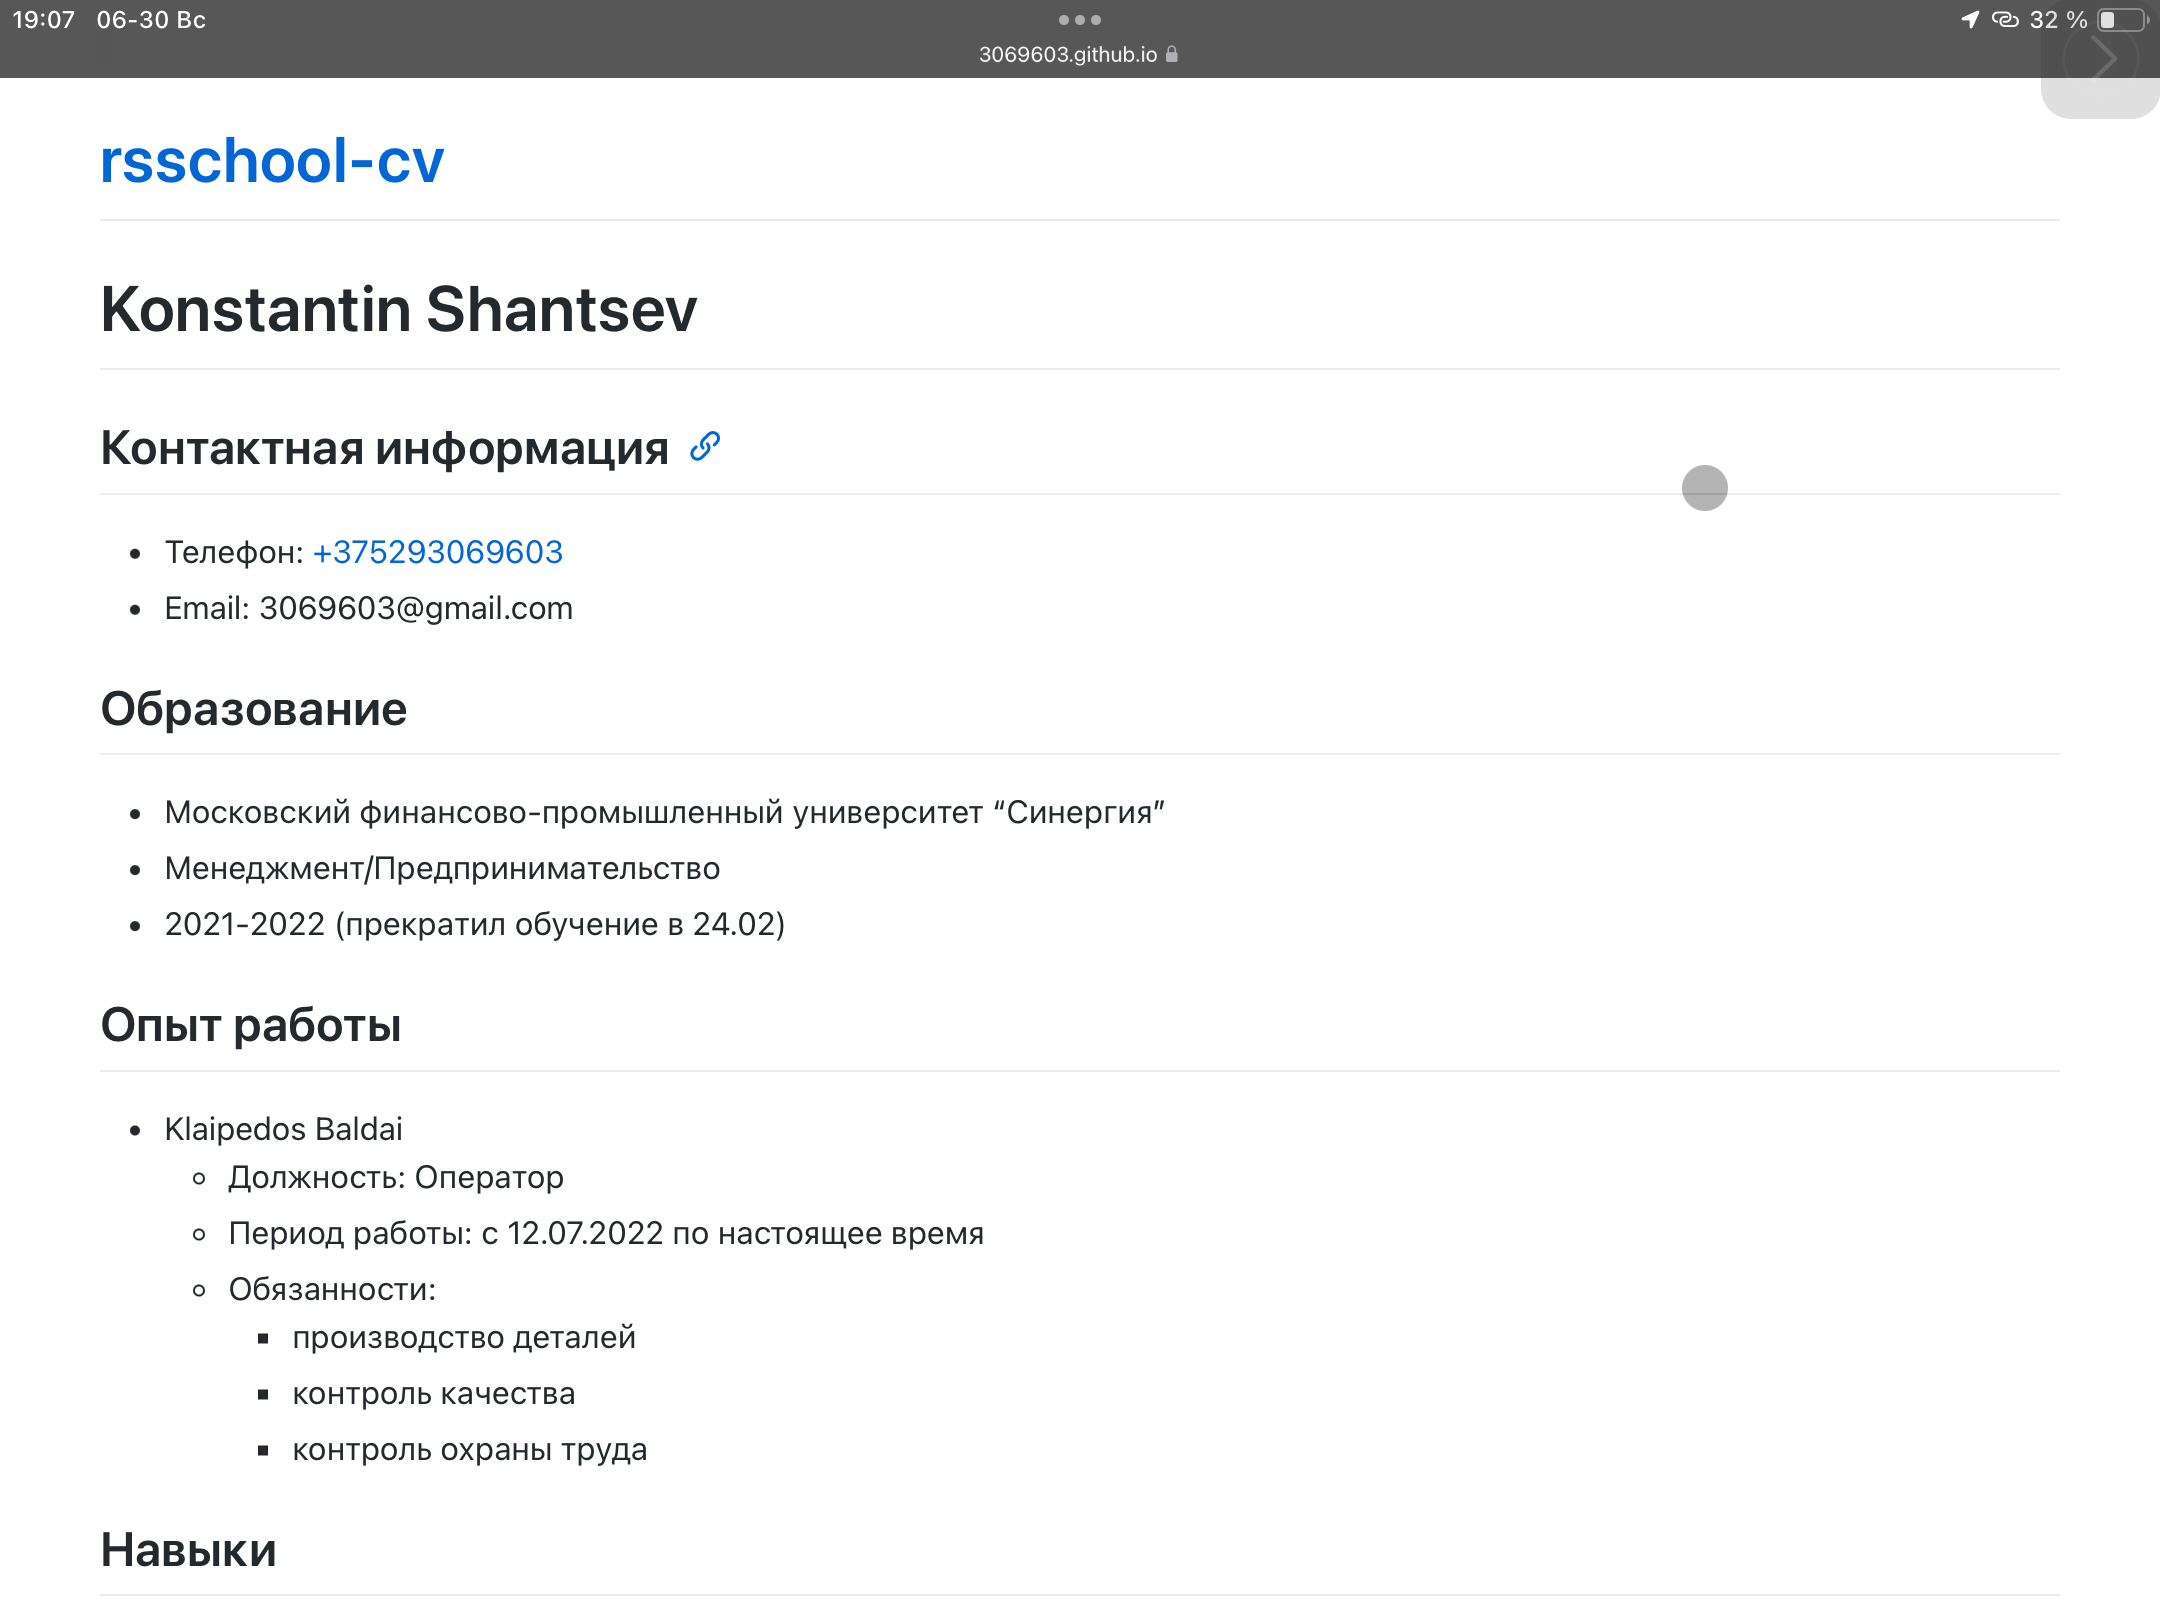 19:07 06-30 Вс
32 %
3069603.github.io
rsschool-cv
Konstantin Shantsev
Контактная информация
Телефон: +375293069603
Email: 3069603@gmail.com
Образование
Московский финансово-промышленный университет “Синергия”
Менеджмент/Предпринимательство
2021-2022 (прекратил обучение в 24.02)
Опыт работы
Klaipedos Baldai
Должность: Оператор
Период работы: с 12.07.2022 по настоящее время
Обязанности:
производство деталей
контроль качества
контроль охраны труда
Навыки